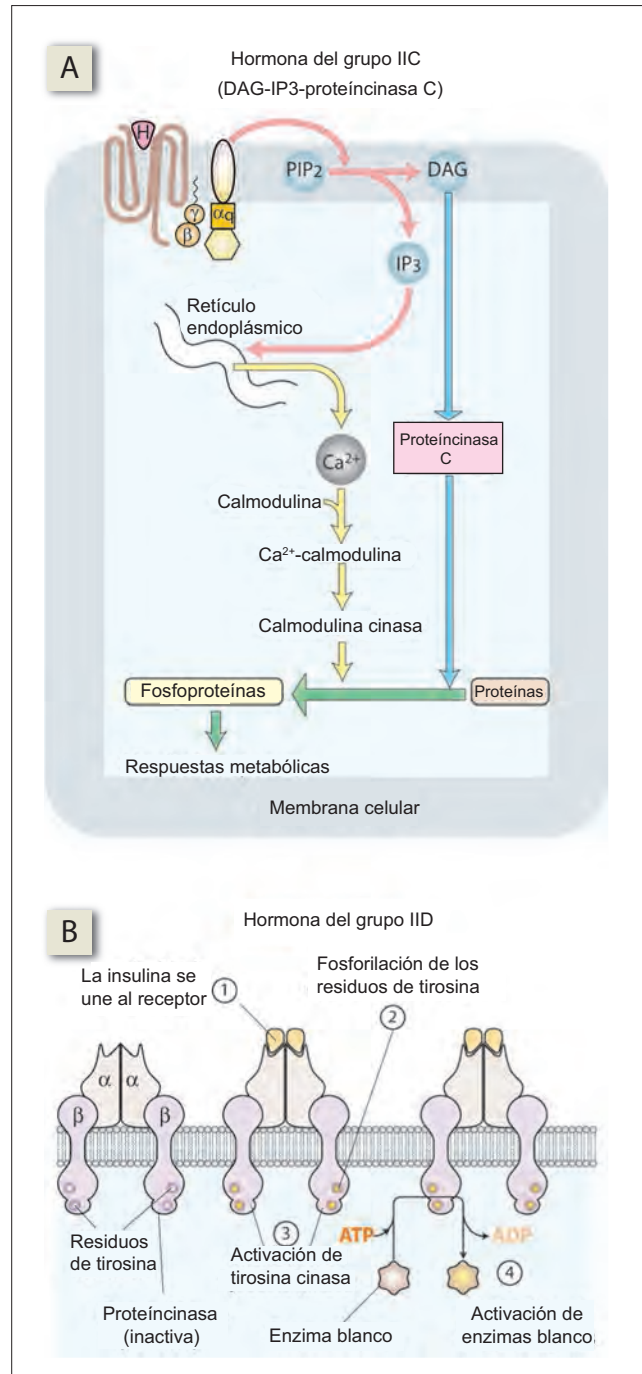 A
Hormona del grupo IIC
(DAG-IP3-proteíncinasa C)
H
γ
β
αq
PIP2
DAG
IP3
Retículo
endoplásmico
Ca²⁺
Proteíncinasa
C
Calmodulina
Ca²⁺-calmodulina
Calmodulina cinasa
Fosfoproteínas
Proteínas
Respuestas metabólicas
Membrana celular
B
Hormona del grupo IID
La insulina se
une al receptor
1
Fosforilación de los
residuos de tirosina
2
α
α
β
β
Residuos
de tirosina
Proteíncinasa
(inactiva)
3
Activación de
tirosina cinasa
ATP
ADP
Enzima blanco
4
Activación de
enzimas blanco